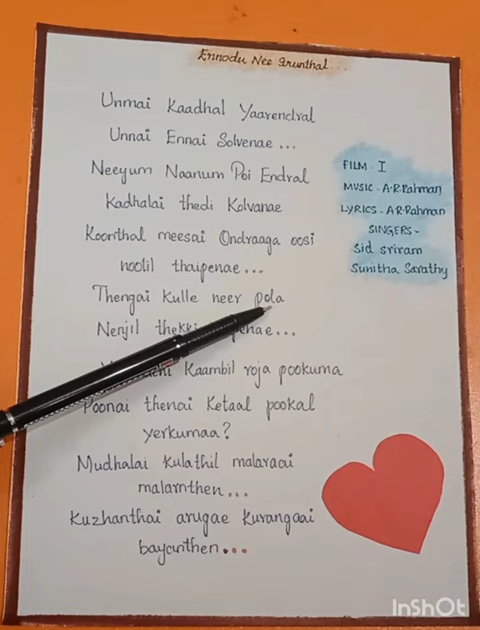 Ennodu Nee Irunthal....
Unmai Kaadhal Yaarendral
Unnai Ennai Solvenae ...
Neeyum Naanum Poi Endral
Kadhalai thedi Kolvanae
Koonthal meesai Ondraaga oosi
noolil thaipenae...
Thengai Kulle neer pola
Nenjil
Kaambil roja pookuma
Poonai thenai Ketaal pookal
yerkumaa?
Mudhalai Kulathil malaraai
malarnthen...
Kuzhanthai arugae Kurangaai
bayanthen...
FILM - I
MUSIC - A.R.Rahman
LYRICS - A.R.Rahman
SINGERS -
Sid sriram
Sunitha Sarathy
InShOt